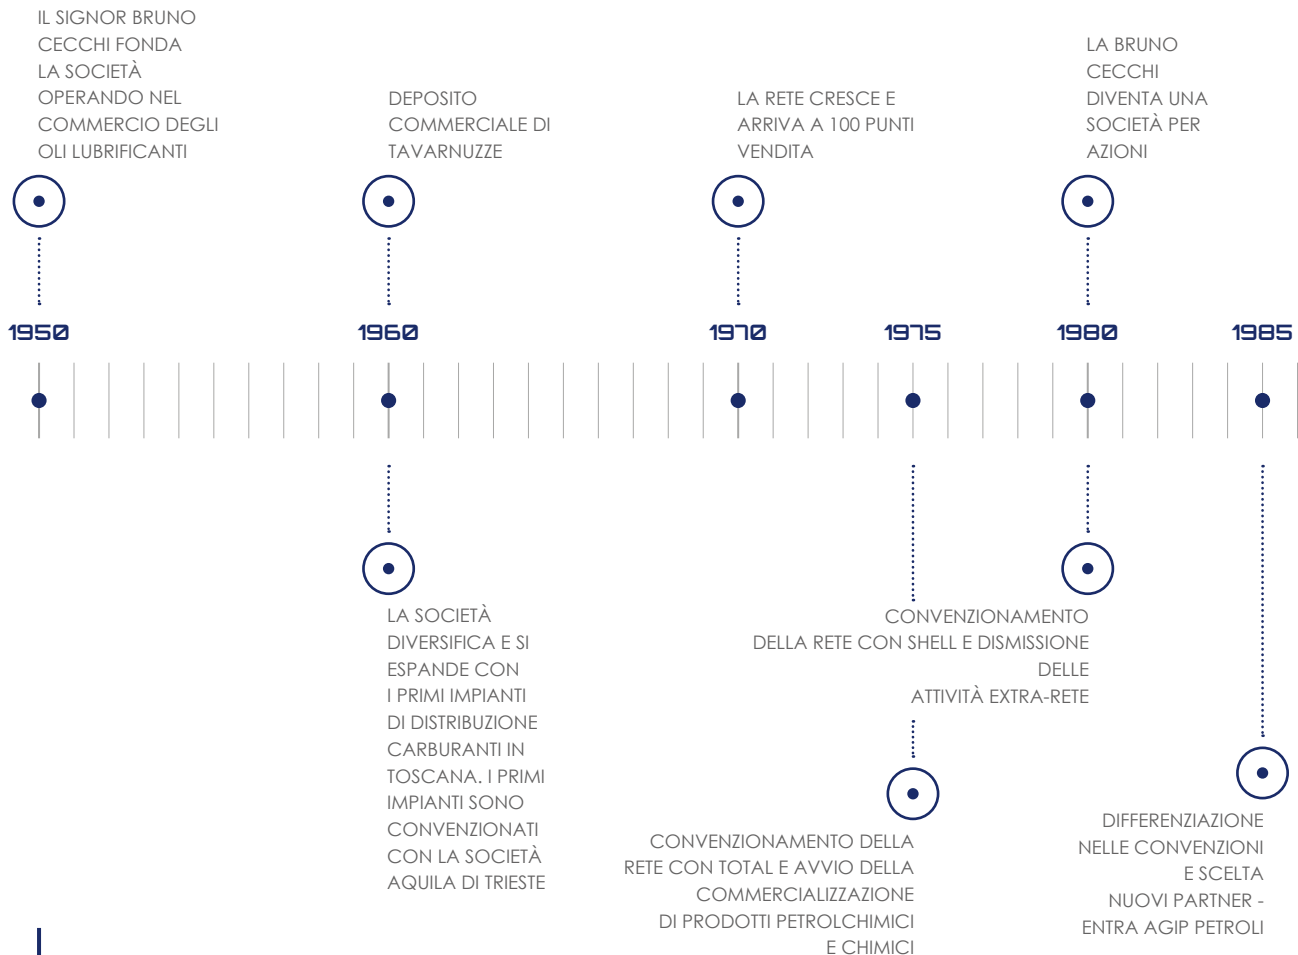 IL SIGNOR BRUNO
CECCHI FONDA
LA SOCIETÀ
OPERANDO NEL
COMMERCIO DEGLI
OLI LUBRIFICANTI
DEPOSITO
COMMERCIALE DI
TAVARNUZZE
LA RETE CRESCE E
ARRIVA A 100 PUNTI
VENDITA
LA BRUNO
CECCHI
DIVENTA UNA
SOCIETÀ PER
AZIONI
1950
1960
1970
1975
1980
1985
LA SOCIETÀ
DIVERSIFICA E SI
ESPANDE CON
I PRIMI IMPIANTI
DI DISTRIBUZIONE
CARBURANTI IN
TOSCANA. I PRIMI
IMPIANTI SONO
CONVENZIONATI
CON LA SOCIETÀ
AQUILA DI TRIESTE
CONVENZIONAMENTO DELLA
RETE CON TOTAL E AVVIO DELLA
COMMERCIALIZZAZIONE
DI PRODOTTI PETROLCHIMICI
E CHIMICI
CONVENZIONAMENTO
DELLA RETE CON SHELL E DISMISSIONE
DELLE
ATTIVITÀ EXTRA-RETE
DIFFERENZIAZIONE
NELLE CONVENZIONI
E SCELTA
NUOVI PARTNER -
ENTRA AGIP PETROLI